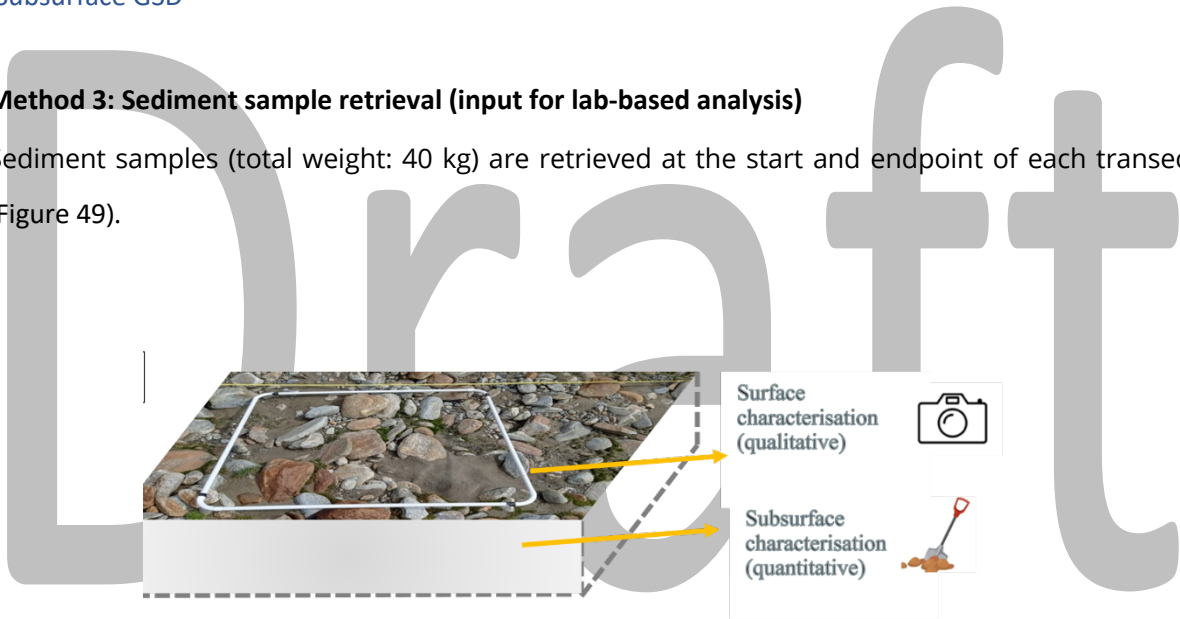 Subsurface GSD
Method 3: Sediment sample retrieval (input for lab-based analysis)
Sediment samples (total weight: 40 kg) are retrieved at the start and endpoint of each transec
Figure 49).
Surface
characterisation
(qualitative)
Subsurface
characterisation
(quantitative)
Draft